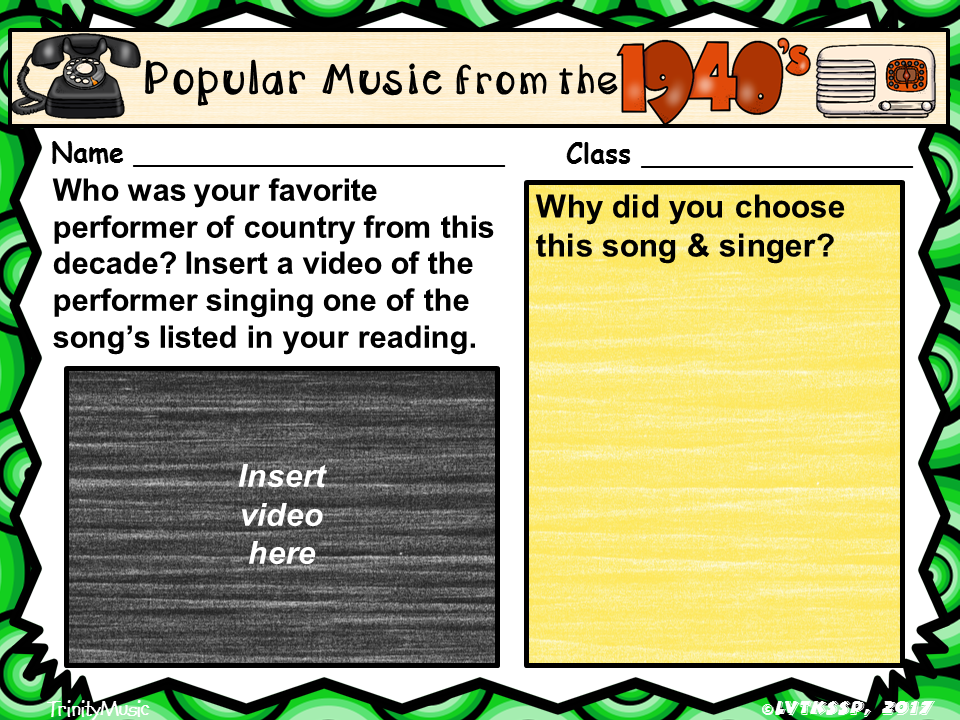 Popular Music from the 1940's
Name
Class
Who was your favorite
performer of country from this
decade? Insert a video of the
performer singing one of the
song's listed in your reading.
Insert
video
here
Why did you choose
this song & singer?
TrinityMusic
©LVTKSSP, 2017